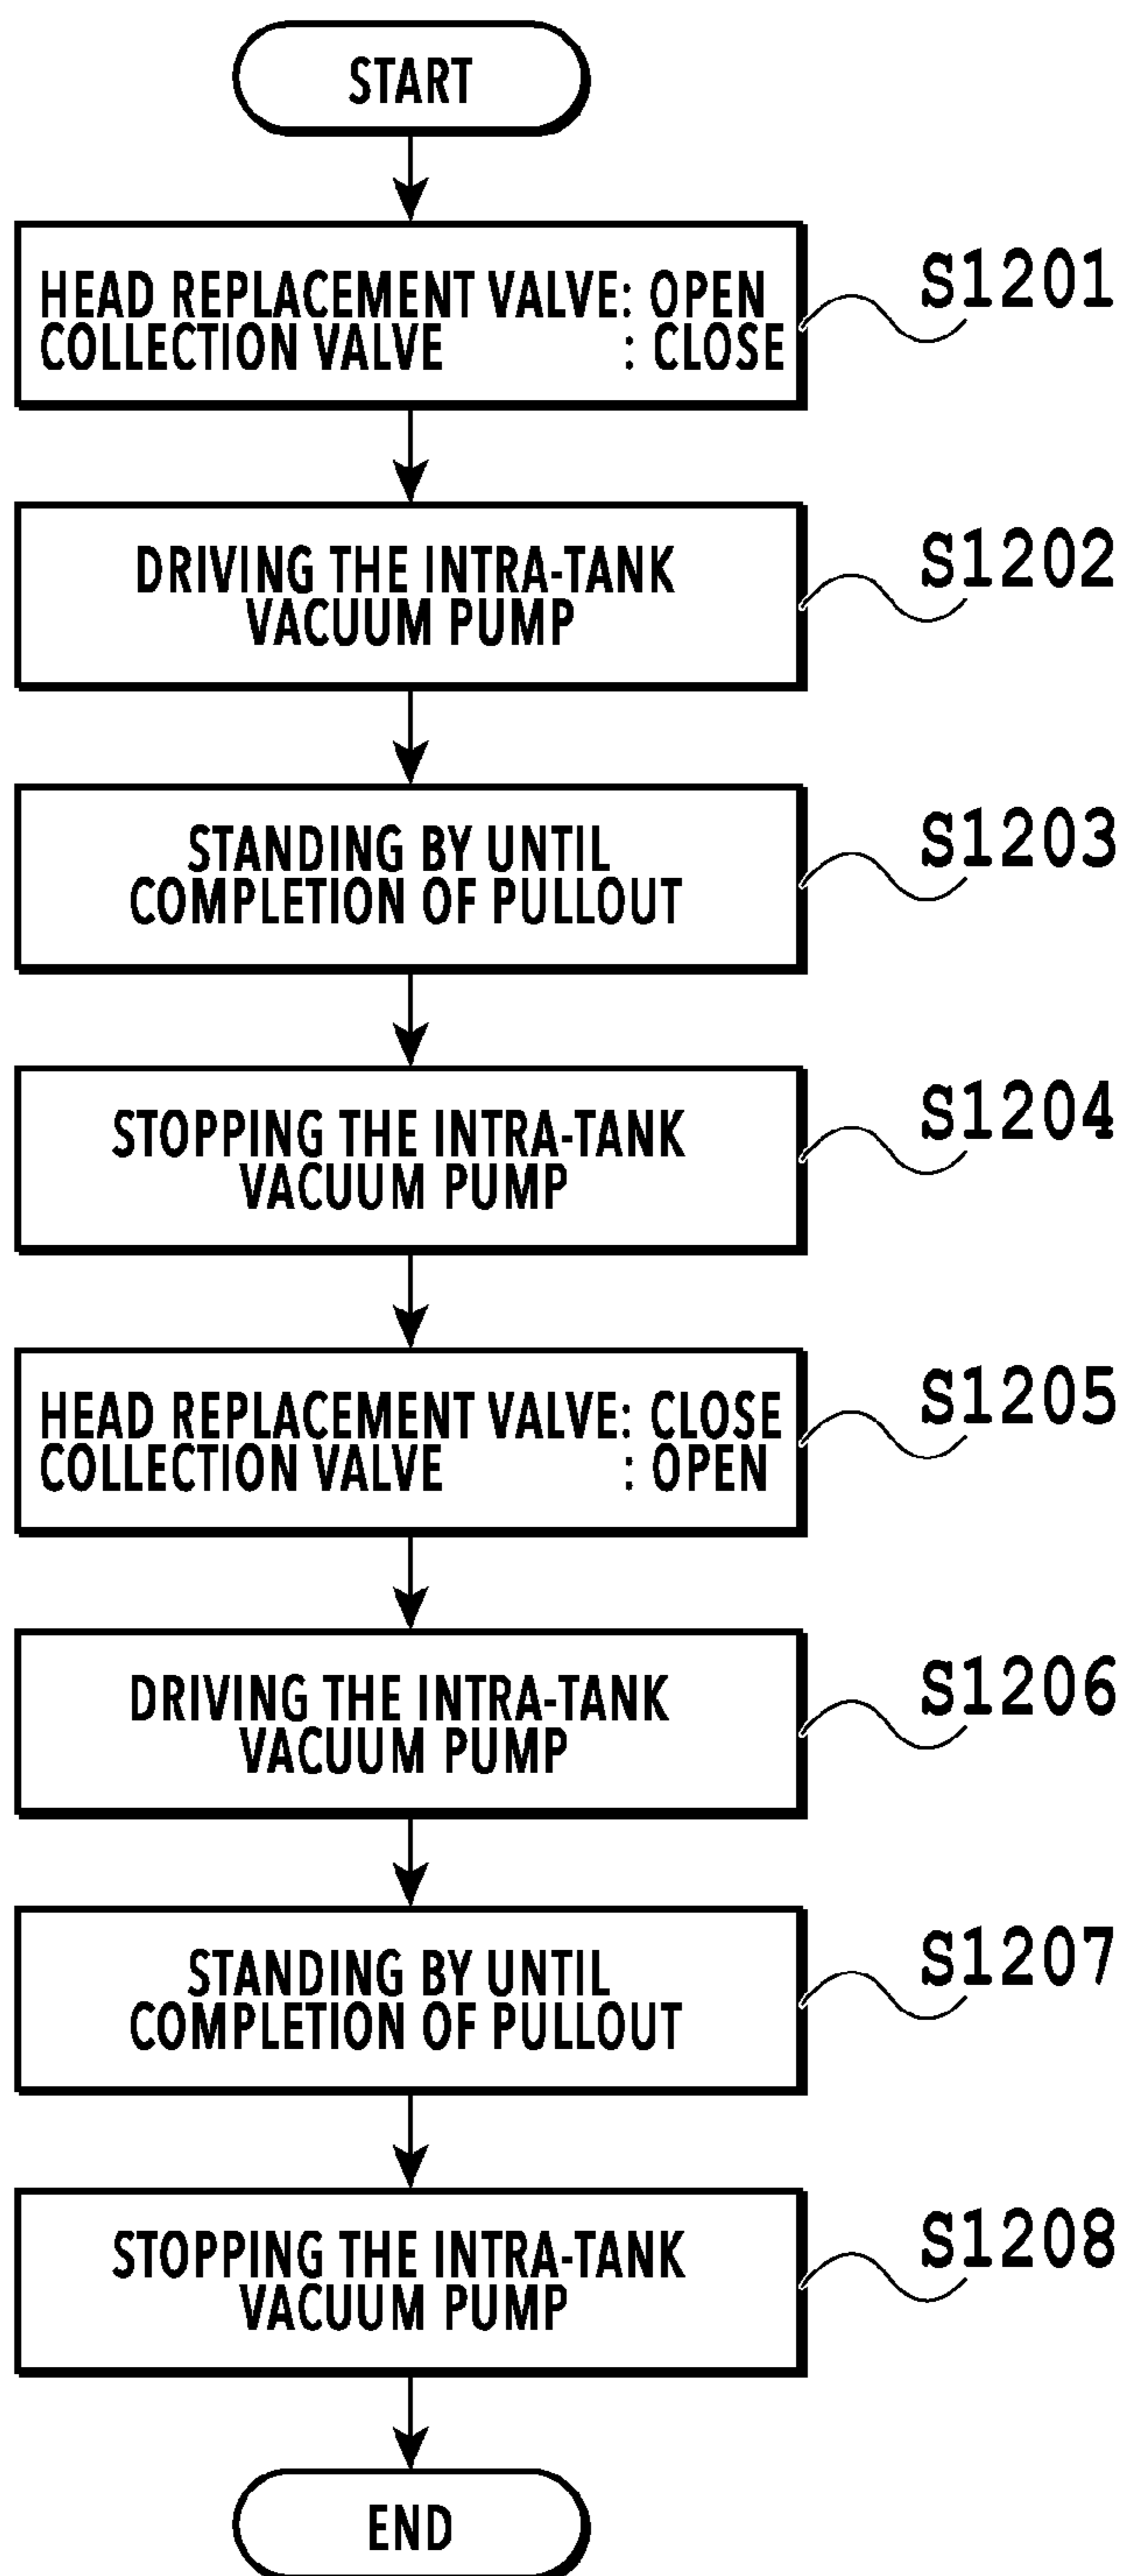 START
HEAD REPLACEMENT VALVE: OPEN
COLLECTION VALVE : CLOSE
S1201
DRIVING THE INTRA-TANK
VACUUM PUMP
S1202
STANDING BY UNTIL
COMPLETION OF PULLOUT
S1203
STOPPING THE INTRA-TANK
VACUUM PUMP
S1204
HEAD REPLACEMENT VALVE: CLOSE
COLLECTION VALVE : OPEN
S1205
DRIVING THE INTRA-TANK
VACUUM PUMP
S1206
STANDING BY UNTIL
COMPLETION OF PULLOUT
S1207
STOPPING THE INTRA-TANK
VACUUM PUMP
S1208
END